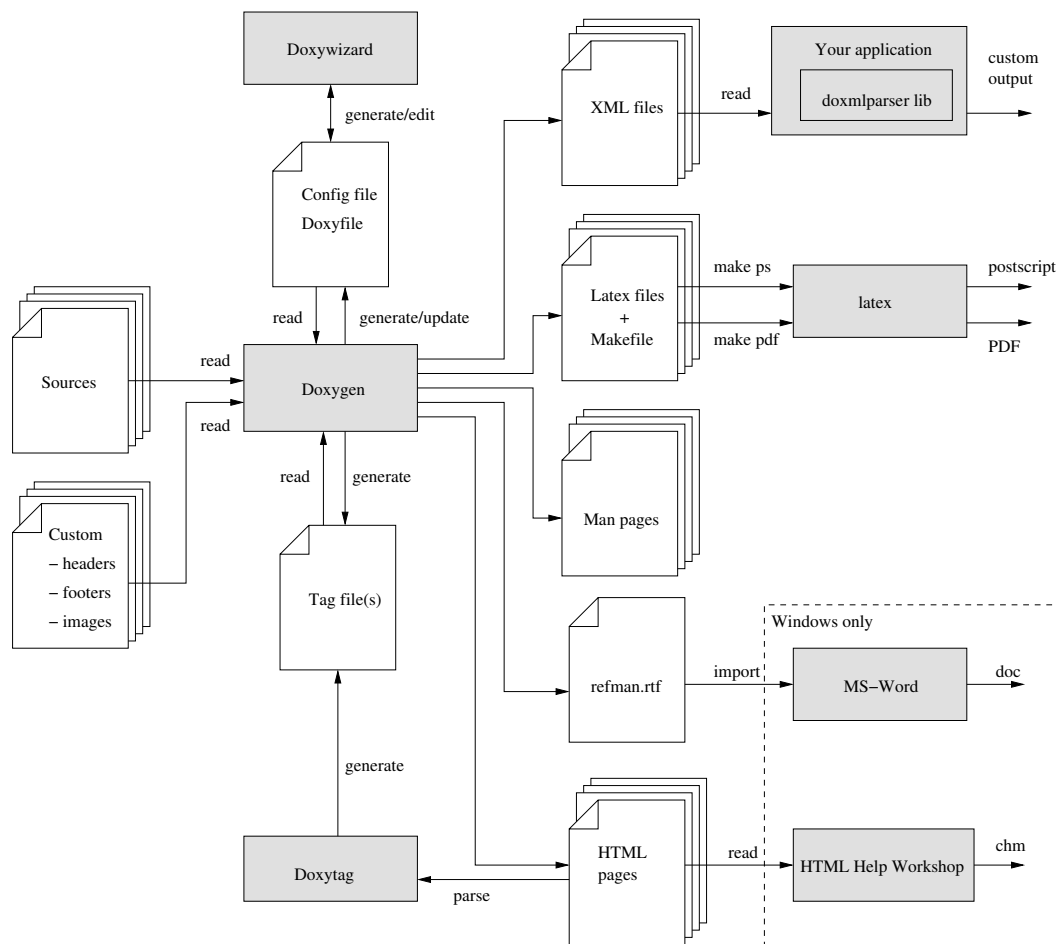 Doxywizard
generate/edit
Config file
Doxyfile
read
generate/update
Sources
read
Doxygen
read
Custom
− headers
− footers
− images
read
generate
Tag file(s)
generate
Doxytag
parse
XML files
read
Your application
doxmlparser lib
custom
output
Latex files
+
Makefile
make ps
make pdf
latex
postscript
PDF
Man pages
refman.rtf
import
Windows only
MS−Word
doc
HTML
pages
read
HTML Help Workshop
chm